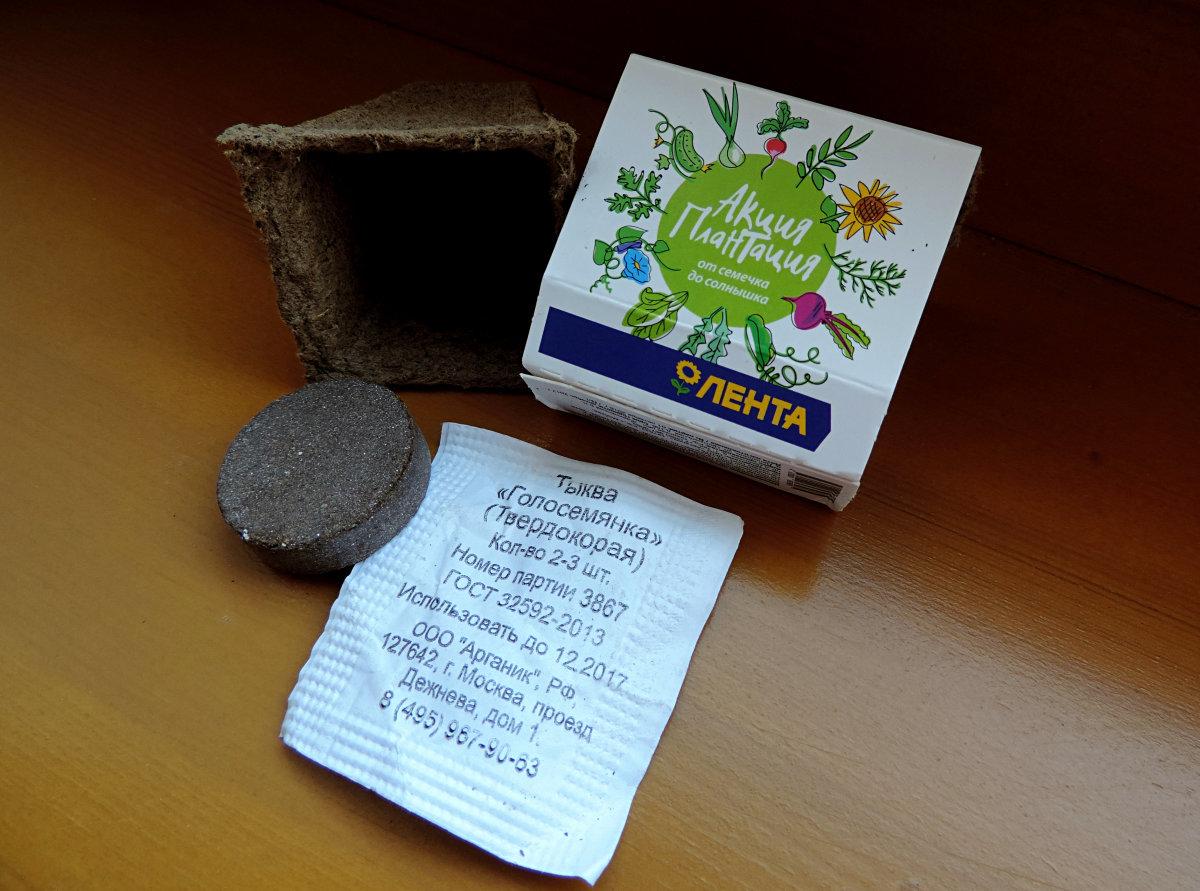 Акция
Плантация
от семечка
до солнышка
ЛЕНТА
Тыква
«Голосемянка»
(Твердокорая)
Кол-во 2-3 шт.
Номер партии 3867
ГОСТ 32592-2013
Использовать до 12.2017
ООО "Арганик", РФ,
127642, г. Москва, проезд
Дежнева, дом 1.
8 (495) 967-90-63